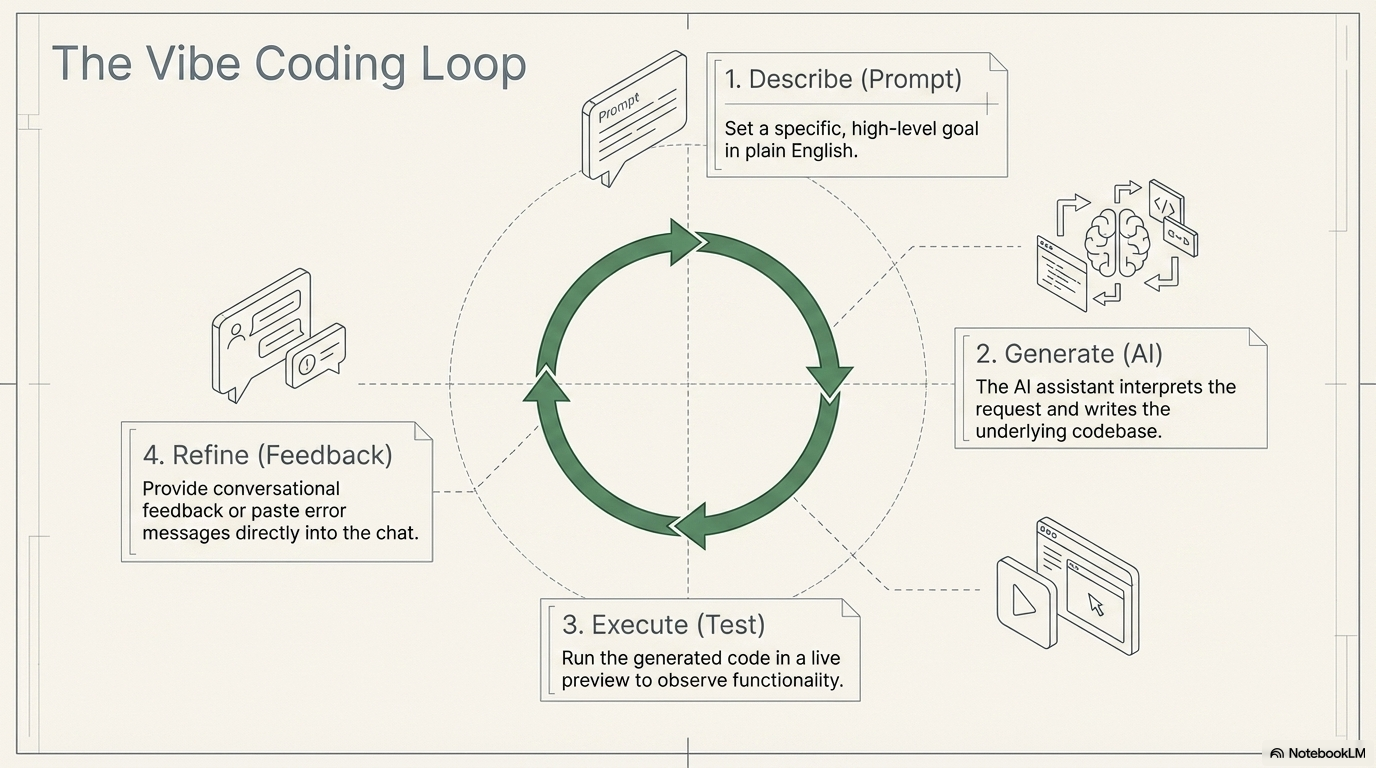 The Vibe Coding Loop
Prompt
1. Describe (Prompt)
Set a specific, high-level goal
in plain English.
</>
2. Generate (AI)
The AI assistant interprets the
request and writes the
underlying codebase.
3. Execute (Test)
Run the generated code in a live
preview to observe functionality.
4. Refine (Feedback)
Provide conversational
feedback or paste error
messages directly into the chat.
NotebookLM